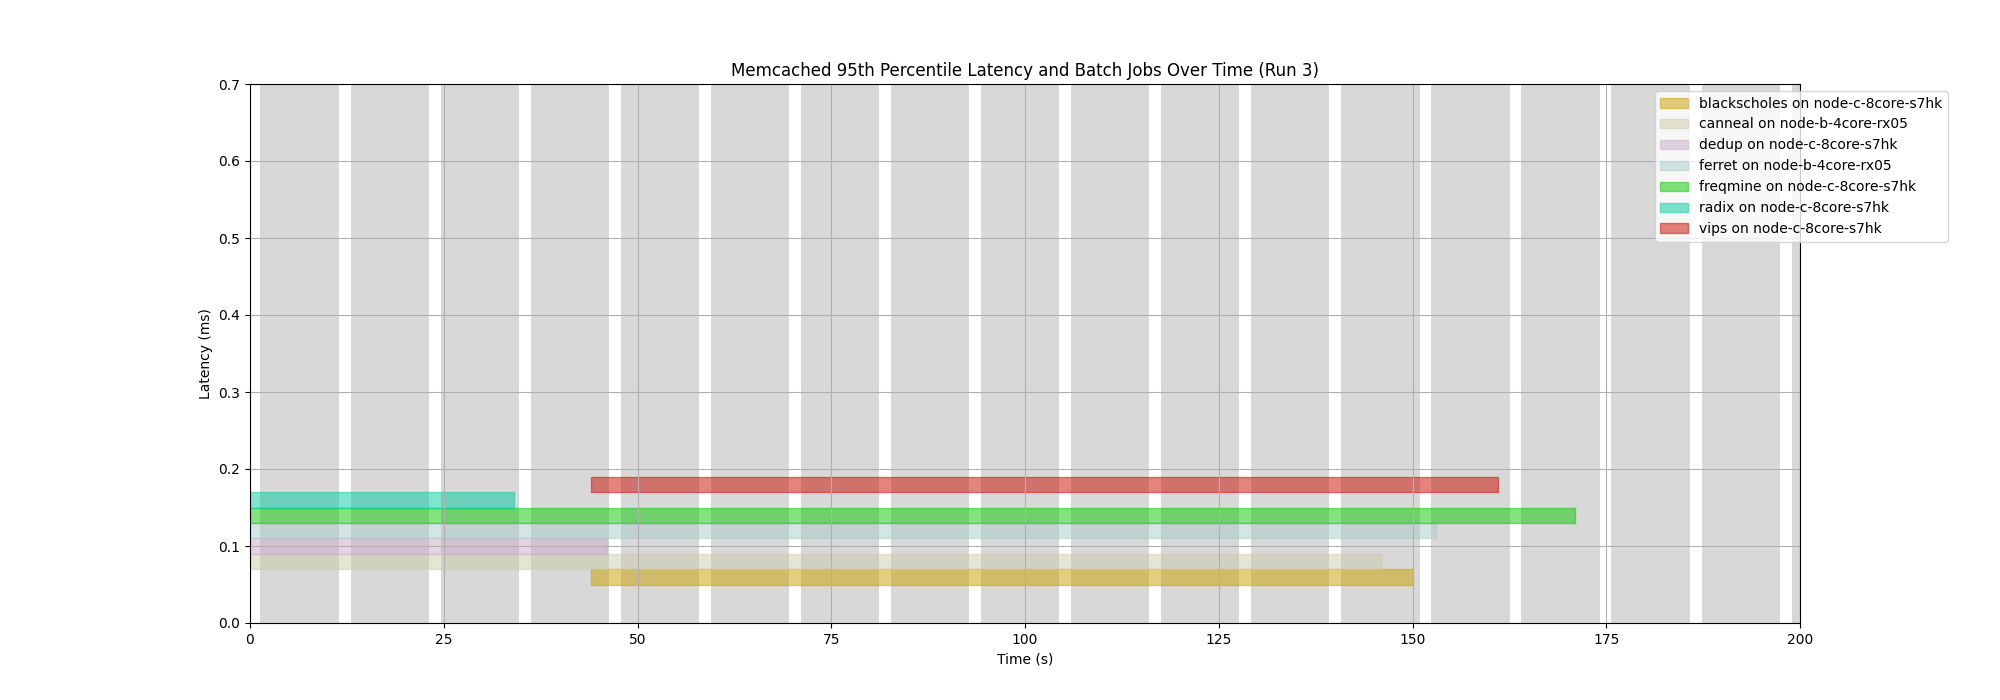 Memcached 95th Percentile Latency and Batch Jobs Over Time (Run 3)
0.7
0.6
0.5
0.4
0.3
0.2
0.1
0.0
Latency (ms)
blackscholes on node-c-8core-s7hk
canneal on node-b-4core-rx05
dedup on node-c-8core-s7hk
ferret on node-b-4core-rx05
freqmine on node-c-8core-s7hk
radix on node-c-8core-s7hk
vips on node-c-8core-s7hk
0 25 50 75 100 125 150 175 200
Time (s)